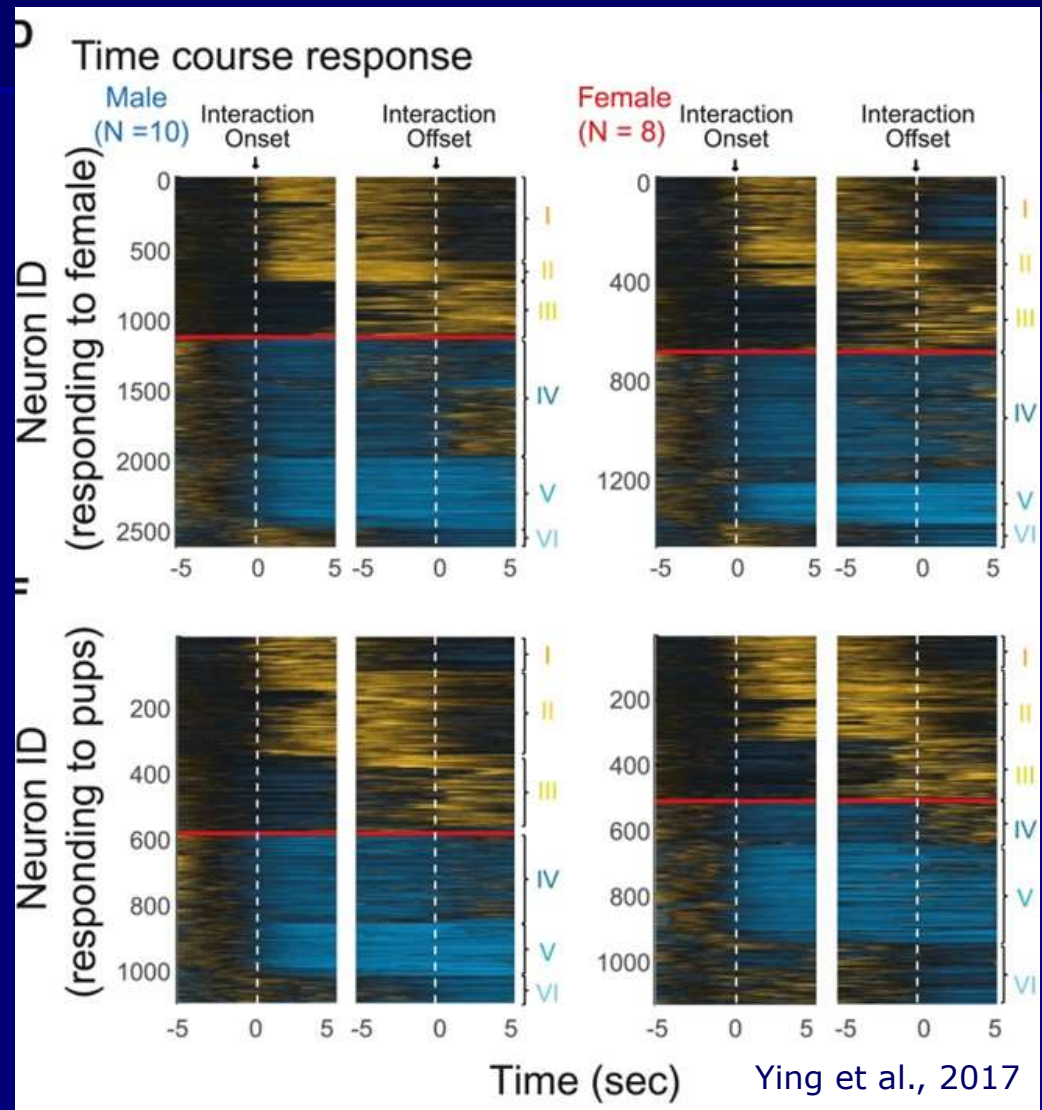 Time course response
Male
(N =10)
Interaction
Onset
Interaction
Offset
Female
(N = 8)
Interaction
Onset
Interaction
Offset
Neuron ID
(responding to female)
0
500
1000
1500
2000
2500
I
II
III
IV
V
VI
0
400
800
1200
I
II
III
IV
V
VI
-5 0 5 -5 0 5
-5 0 5 -5 0 5
Neuron ID
(responding to pups)
200
400
600
800
1000
I
II
III
IV
V
VI
200
400
600
800
1000
I
II
III
IV
V
VI
-5 0 5 -5 0 5
-5 0 5 -5 0 5
Time (sec)
Ying et al., 2017